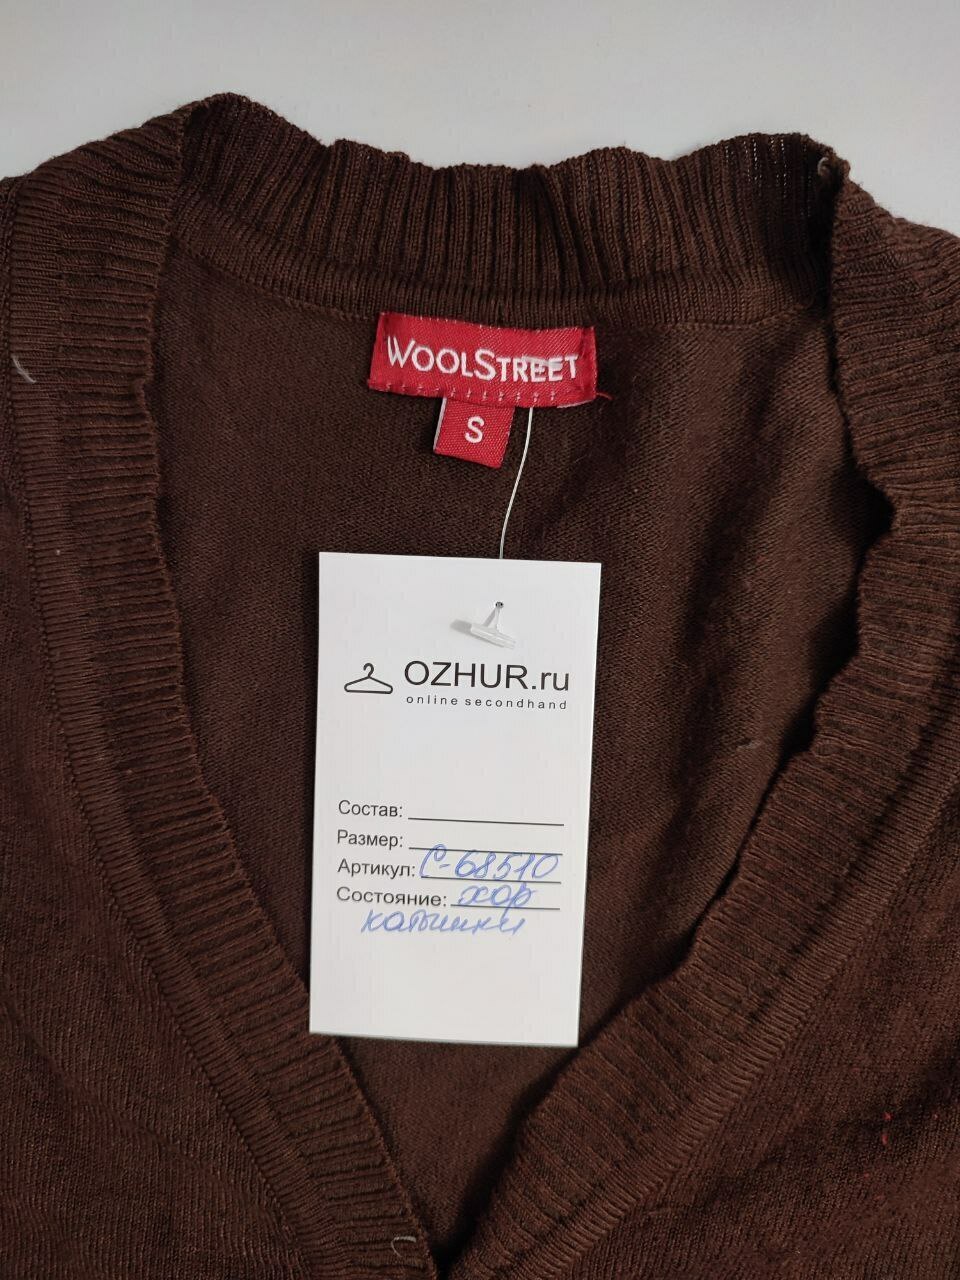 WOOLSTREET
S
OZHUR.ru
online secondhand
Состав:
Размер:
Артикул: С-68510
Состояние: хор
катышки